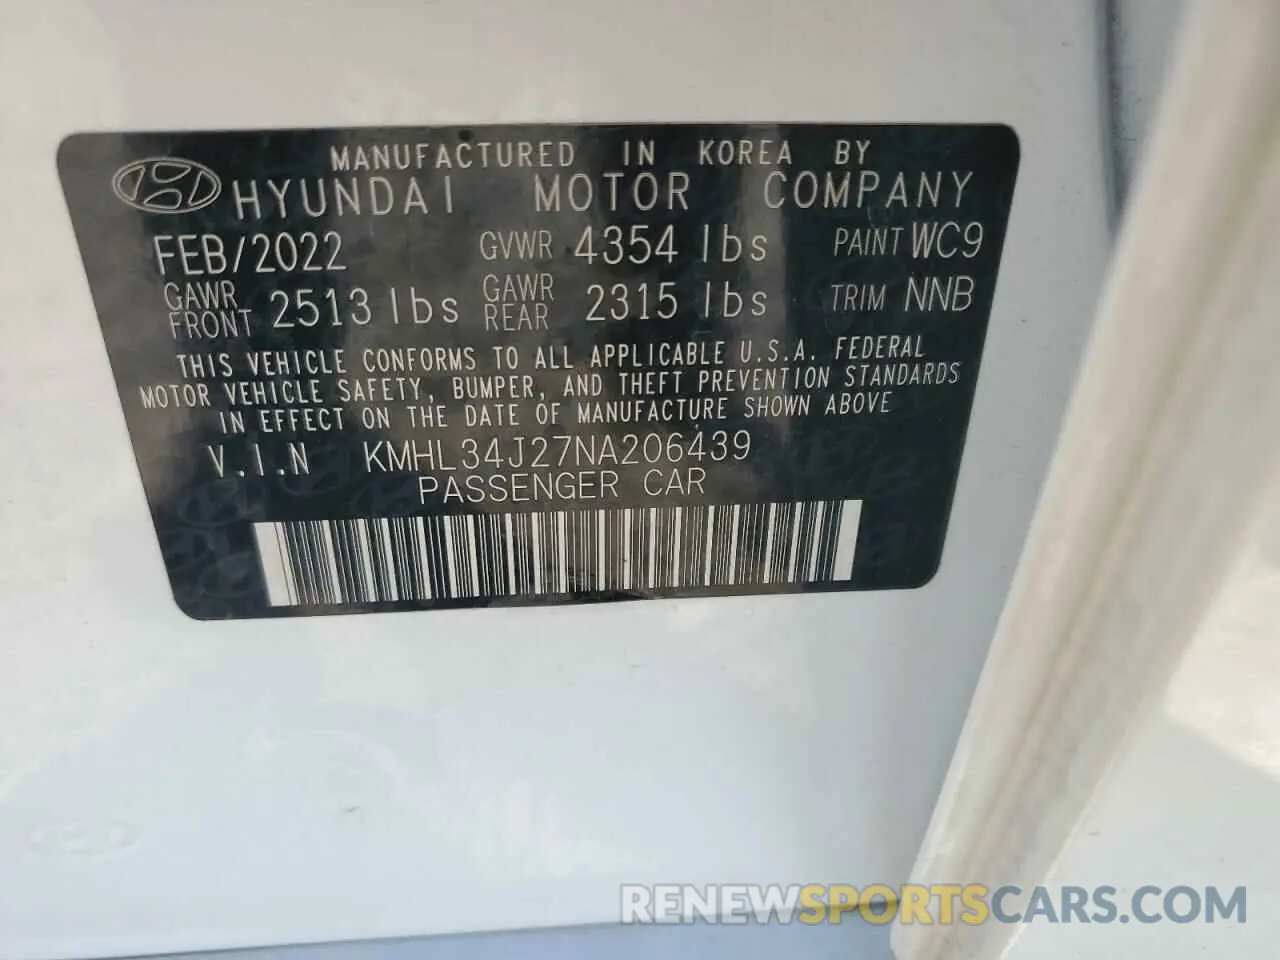 MANUFACTURED IN KOREA BY
HYUNDAI MOTOR COMPANY
FEB/2022 GVWR 4354 lbs PAINT WC9
GAWR FRONT 2513 lbs GAWR REAR 2315 lbs TRIM NNB
THIS VEHICLE CONFORMS TO ALL APPLICABLE U.S.A. FEDERAL
MOTOR VEHICLE SAFETY, BUMPER, AND THEFT PREVENTION STANDARDS
IN EFFECT ON THE DATE OF MANUFACTURE SHOWN ABOVE
V.I.N KMHL34J27NA206439
PASSENGER CAR
RENEWSPORTSCARS.COM